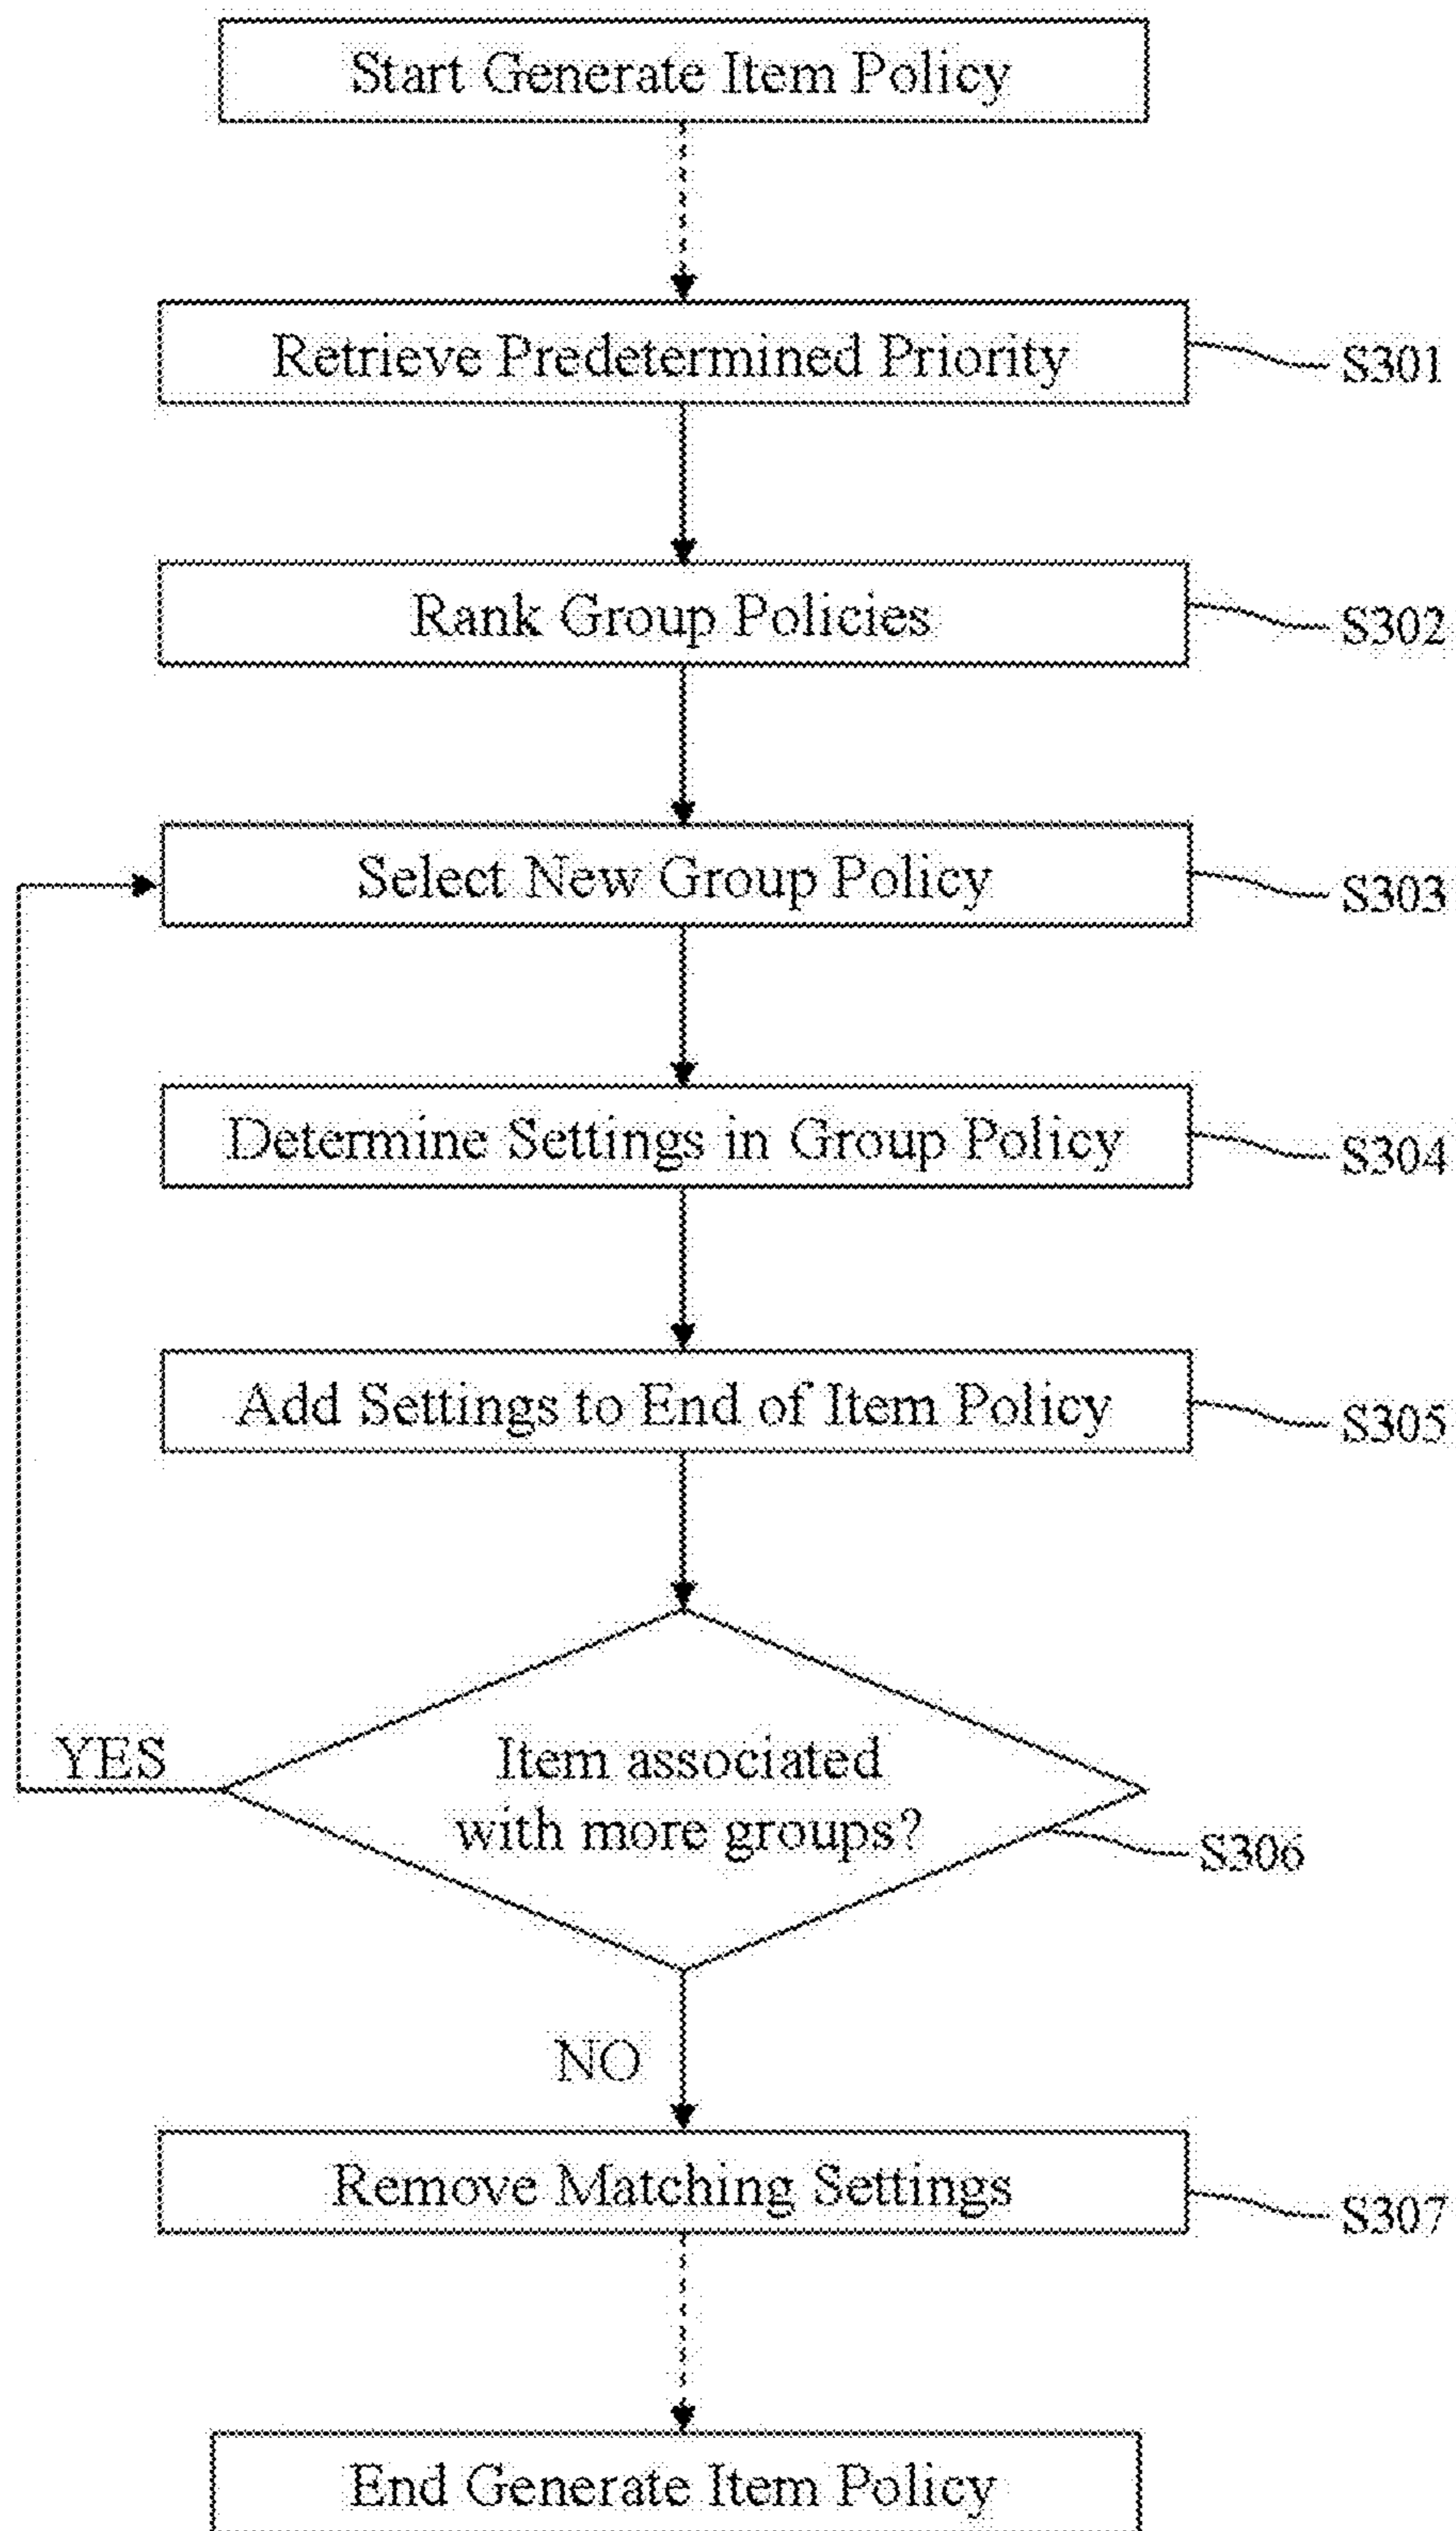 Start Generate Item Policy
Retrieve Predetermined Priority
S301
Rank Group Policies
S302
Select New Group Policy
S303
Determine Settings in Group Policy
S304
Add Settings to End of Item Policy
S305
YES
Item associated
with more groups?
S306
NO
Remove Matching Settings
S307
End Generate Item Policy